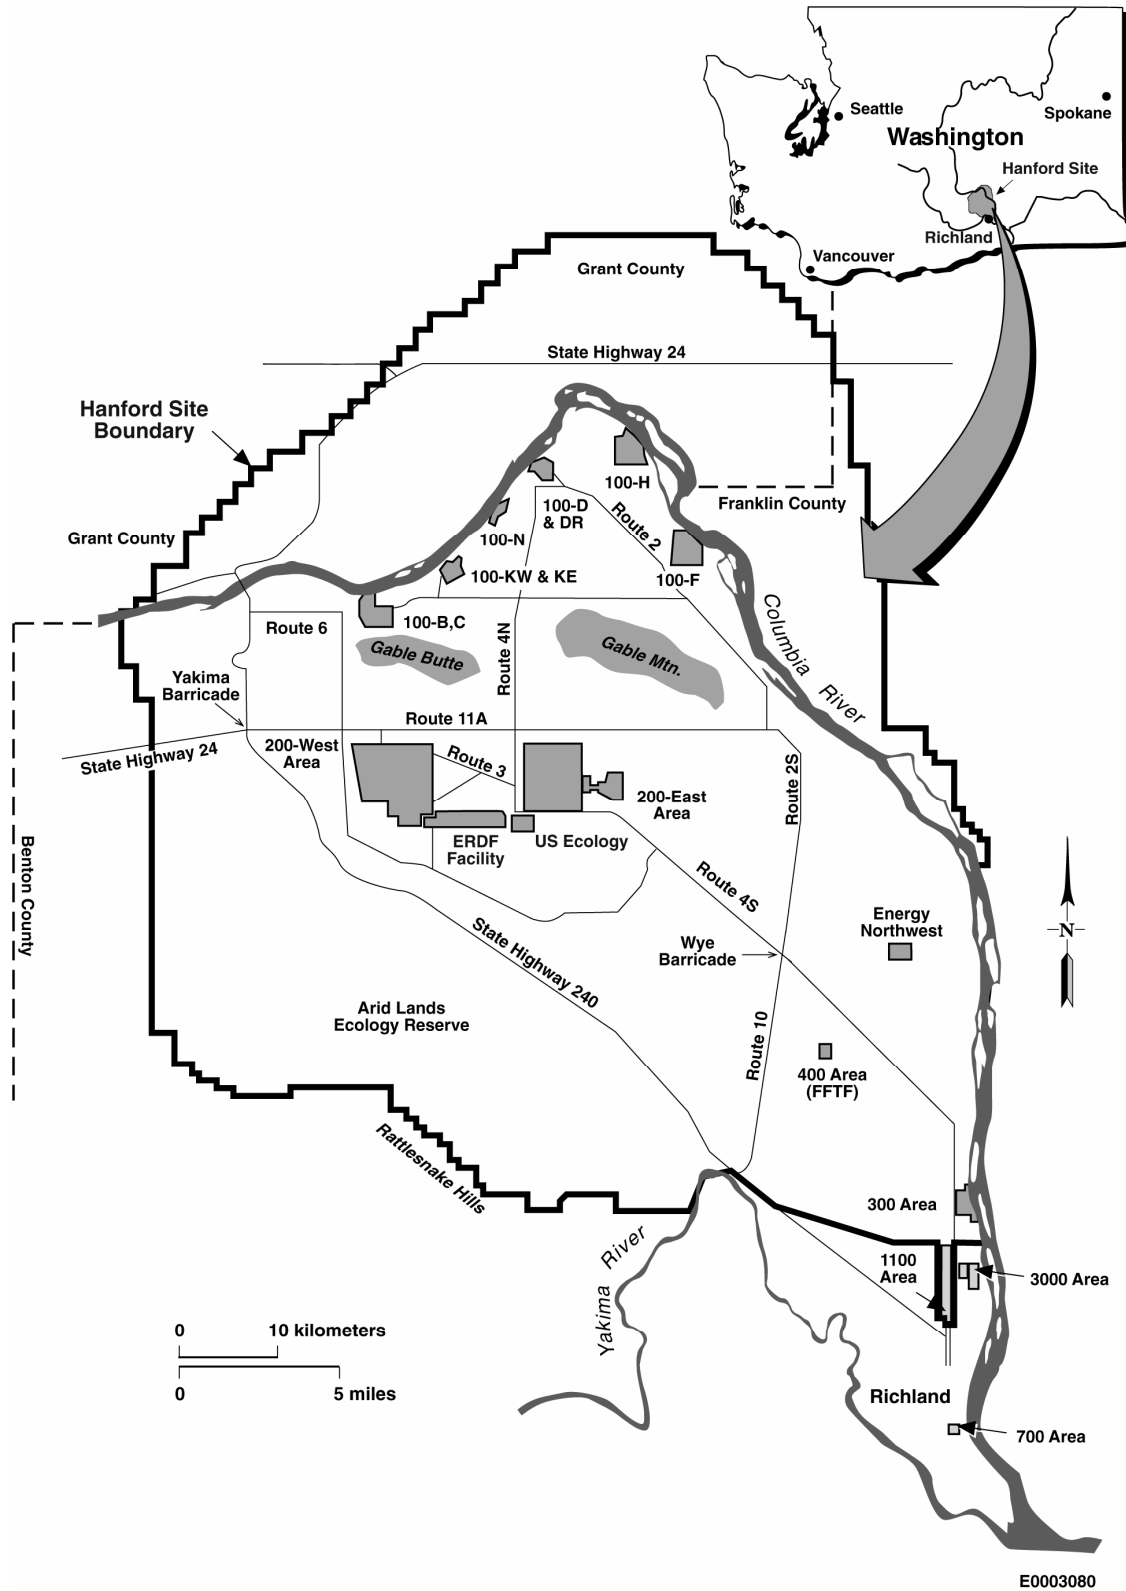 Seattle
Spokane
Washington
Hanford Site
Richland
Vancouver
Grant County
State Highway 24
Hanford Site
Boundary
100-H
Franklin County
100-D
& DR
Route 2
Grant County
100-N
100-KW & KE
100-F
100-B,C
Route 6
Columbia
River
Gable Butte
Route 4N
Gable Mtn.
Yakima
Barricade
Route 11A
State Highway 24
200-West
Area
Route 3
200-East
Area
Route 2S
ERDF
Facility
US Ecology
Benton County
Route 4S
Energy
Northwest
N
Wye
Barricade
State Highway 240
Arid Lands
Ecology Reserve
Route 10
400 Area
(FFTF)
Rattlesnake Hills
300 Area
Yakima
River
1100
Area
3000 Area
0
10 kilometers
0
5 miles
Richland
700 Area
E0003080